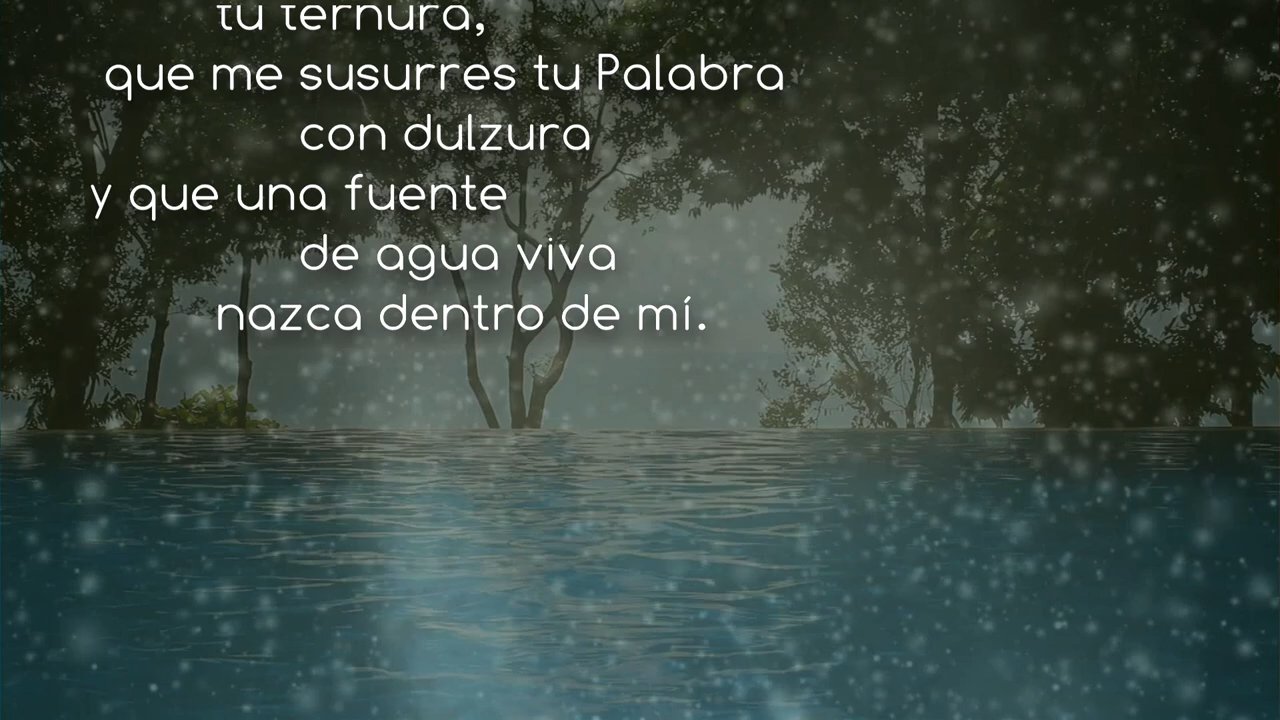 tu ternura,
que me susurres tu Palabra
con dulzura
y que una fuente
de agua viva
nazca dentro de mí.